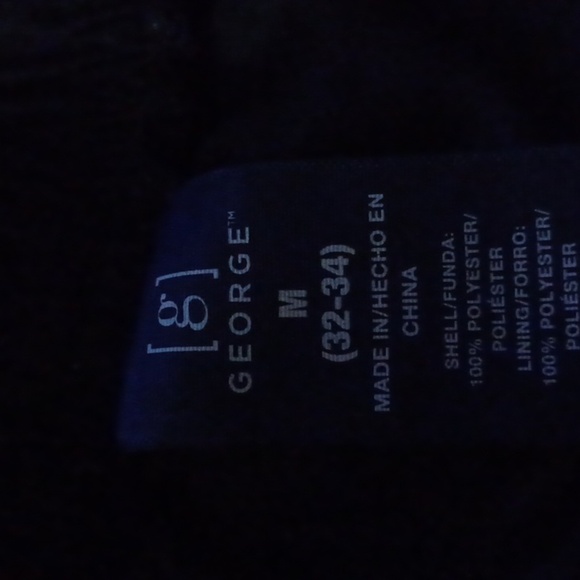 [g]
GEORGE™
M
(32-34)
MADE IN/HECHO EN
CHINA
SHELL/FUNDA:
100% POLYESTER/
POLIÉSTER
LINING/FORRO:
100% POLYESTER/
POLIÉSTER